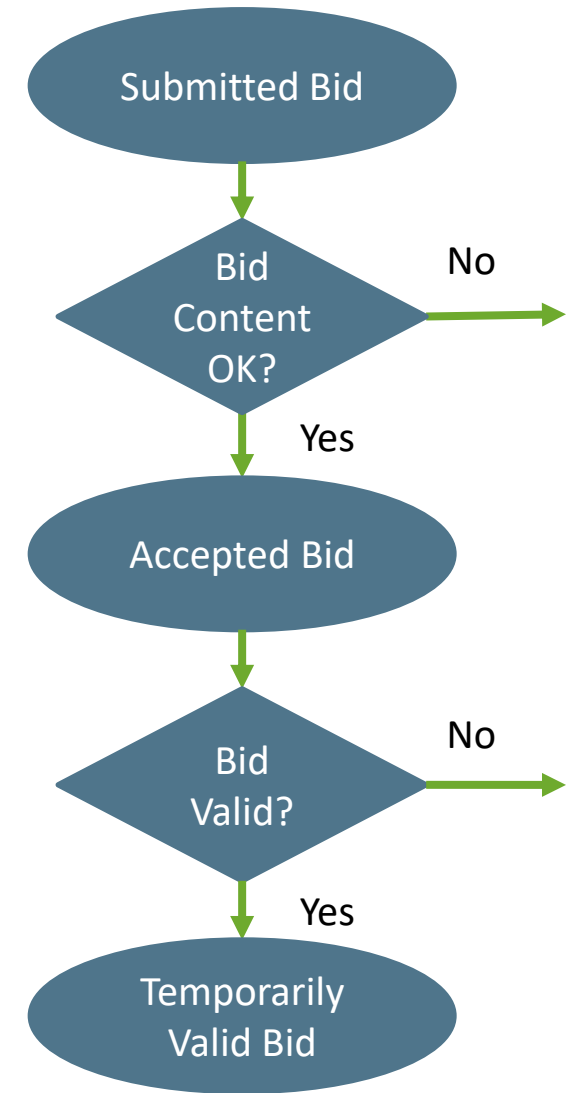 Submitted Bid
Bid
Content
OK?
No
Yes
Accepted Bid
Bid
Valid?
No
Yes
Temporarily
Valid Bid